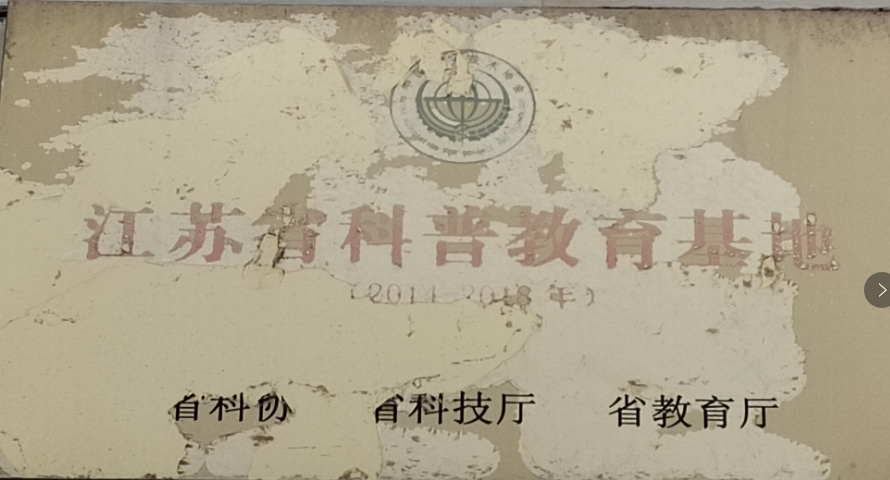 江苏省科普教育基地
(2014-2018年)
省科协 省科技厅 省教育厅